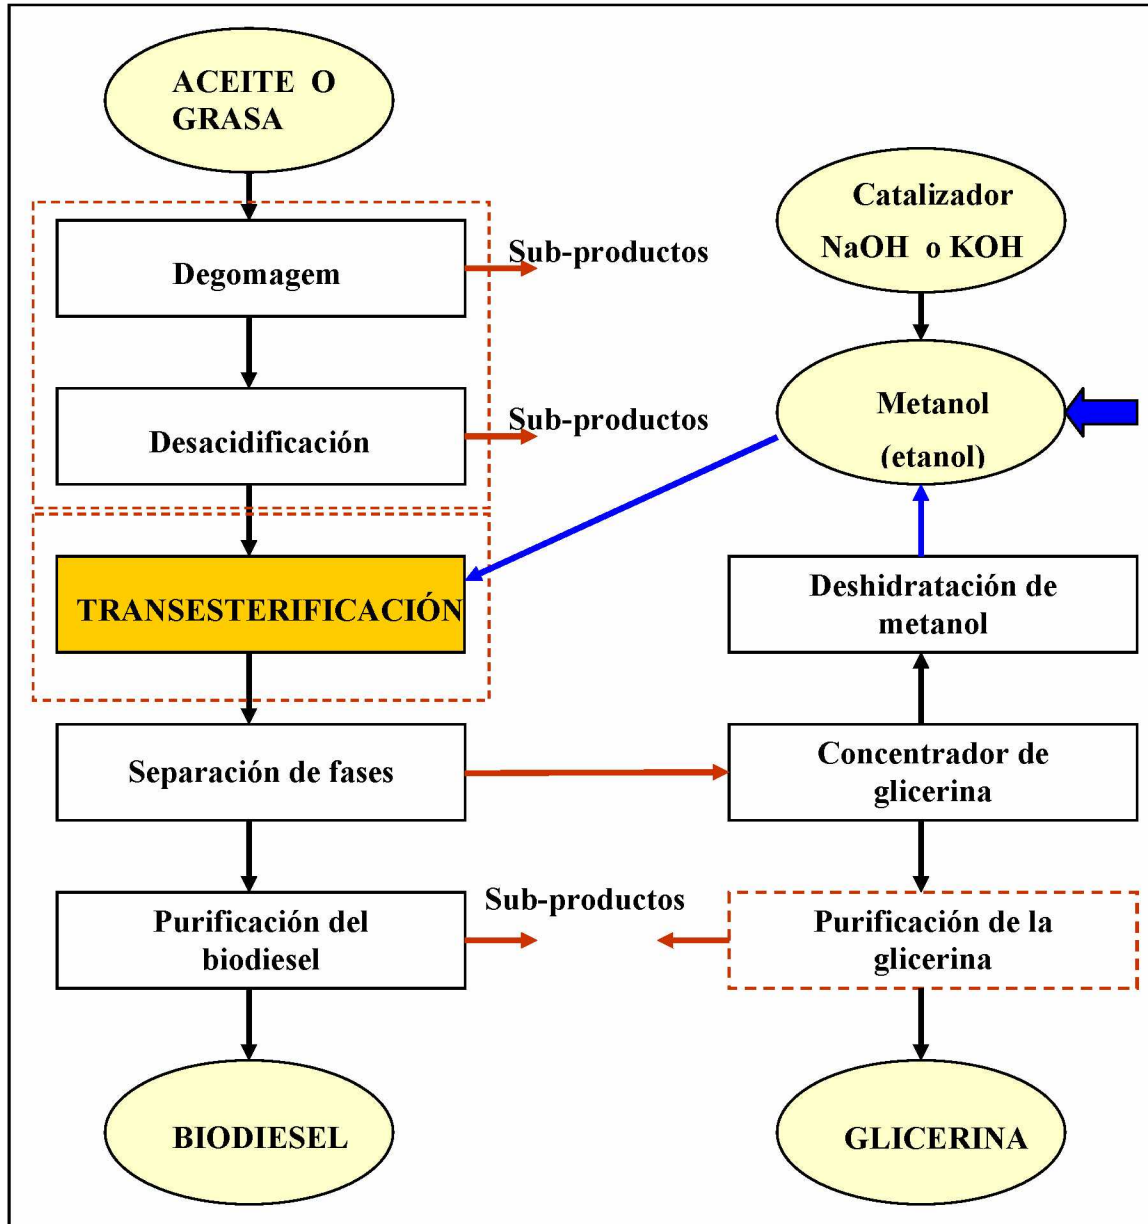 ACEITE O
GRASA
Degomagem
Sub-productos
Desacidificación
Sub-productos
TRANSESTERIFICACIÓN
Separación de fases
Purificación del
biodiesel
Sub-productos
BIODIESEL
Catalizador
NaOH o KOH
Metanol
(etanol)
Deshidratación de
metanol
Concentrador de
glicerina
Purificación de la
glicerina
GLICERINA